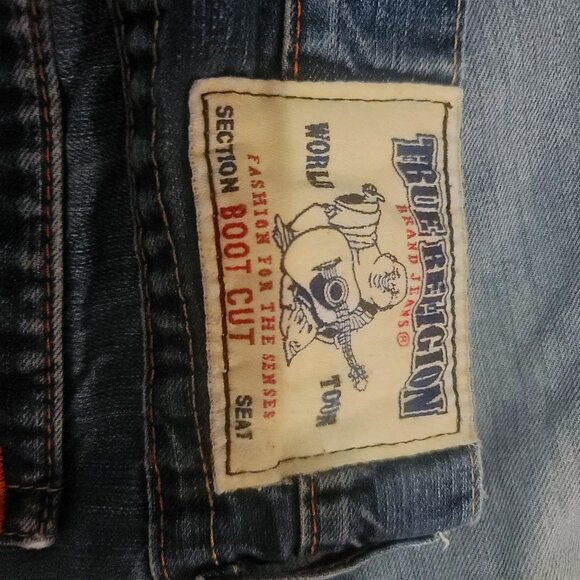 TRUE RELIGION
BRAND JEANS®
WORLD TOUR
FASHION FOR THE SENSES
SECTION BOOT CUT SEAT